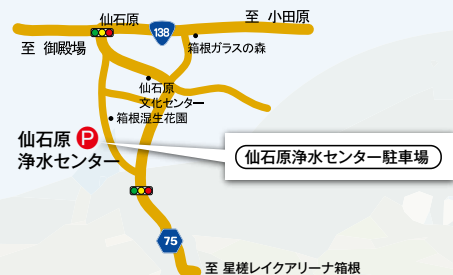 仙石原
至 小田原
138
至 御殿場
箱根ガラスの森
仙石原
文化センター
箱根湿生花園
仙石原 P
浄水センター
仙石原浄水センター駐車場
75
至 星槎レイクアリーナ箱根